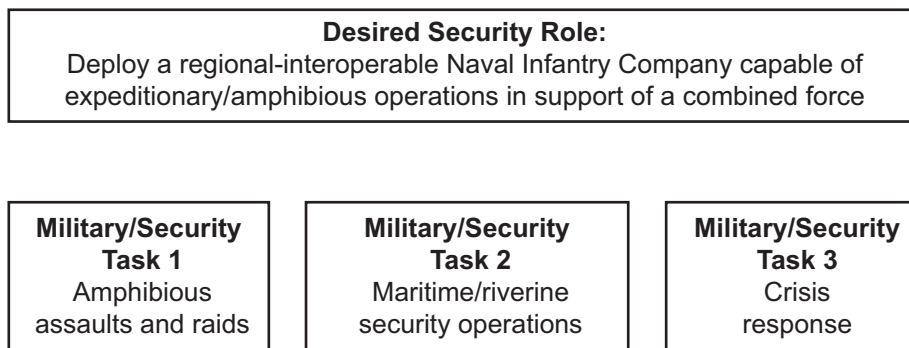 Desired Security Role:
Deploy a regional-interoperable Naval Infantry Company capable of
expeditionary/amphibious operations in support of a combined force
Military/Security
Task 1
Amphibious
assaults and raids
Military/Security
Task 2
Maritime/riverine
security operations
Military/Security
Task 3
Crisis
response